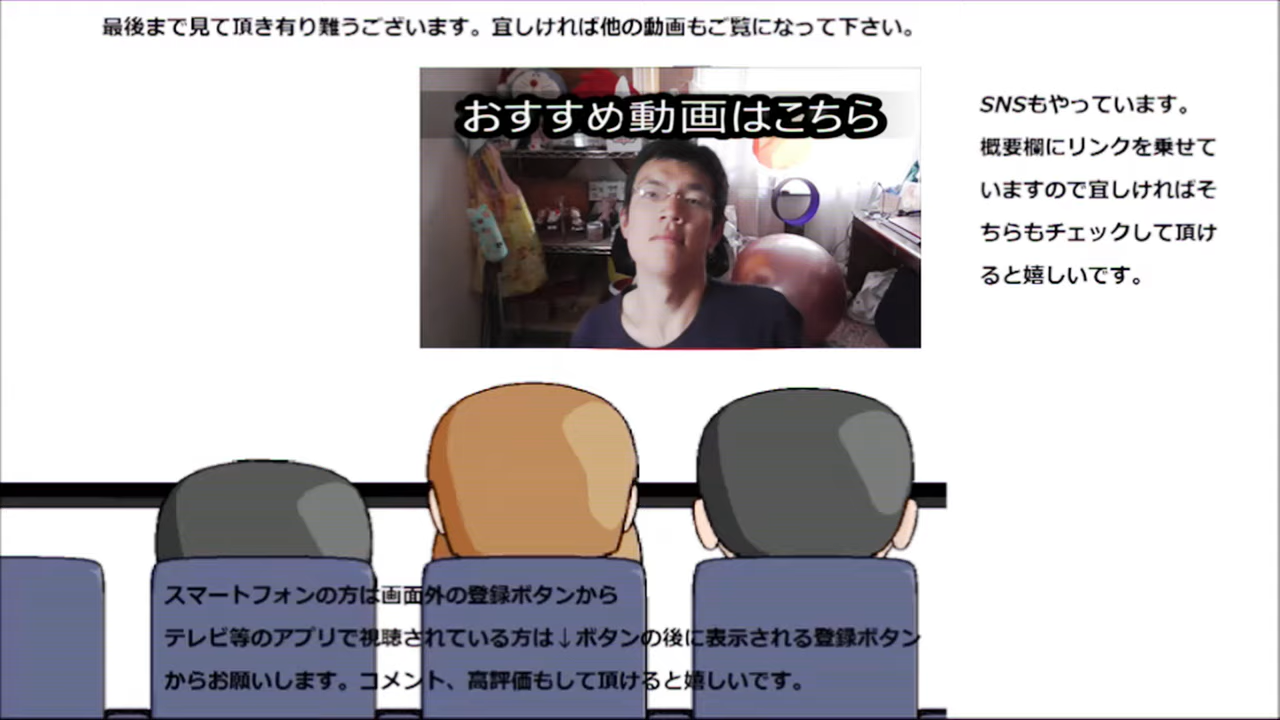 最後まで見て頂き有り難うございます。宜しければ他の動画もご覧になって下さい。
おすすめ動画はこちら
SNSもやっています。
概要欄にリンクを乗せて
いますので宜しければそ
ちらもチェックして頂け
ると嬉しいです。
スマートフォンの方は画面外の登録ボタンから
テレビ等のアプリで視聴されている方は↓ボタンの後に表示される登録ボタン
からお願いします。コメント、高評価もして頂けると嬉しいです。